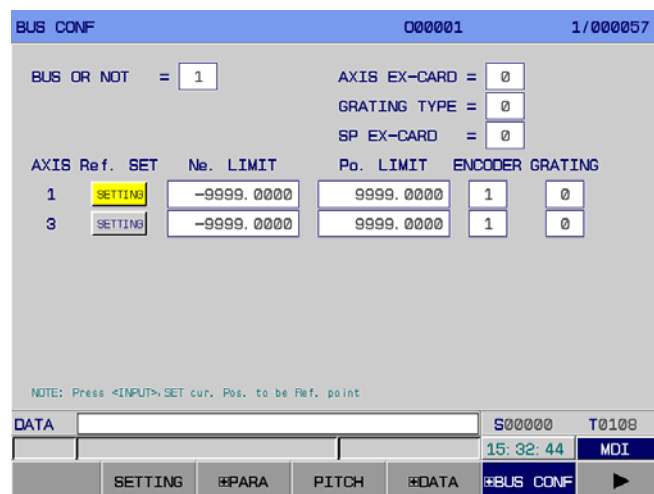 BUS CONF O00001 1/000057
BUS OR NOT = 1 AXIS EX-CARD = 0
GRATING TYPE = 0
SP EX-CARD = 0
AXIS Ref. SET Ne. LIMIT Po. LIMIT ENCODER GRATING
1 SETTING -9999.0000 9999.0000 1 0
3 SETTING -9999.0000 9999.0000 1 0
NOTE: Press <INPUT>,SET cur. Pos. to be Ref. point
DATA S00000 T0108
15:32:44 MDI
SETTING ⊞PARA PITCH ⊞DATA ⊞BUS CONF ▶